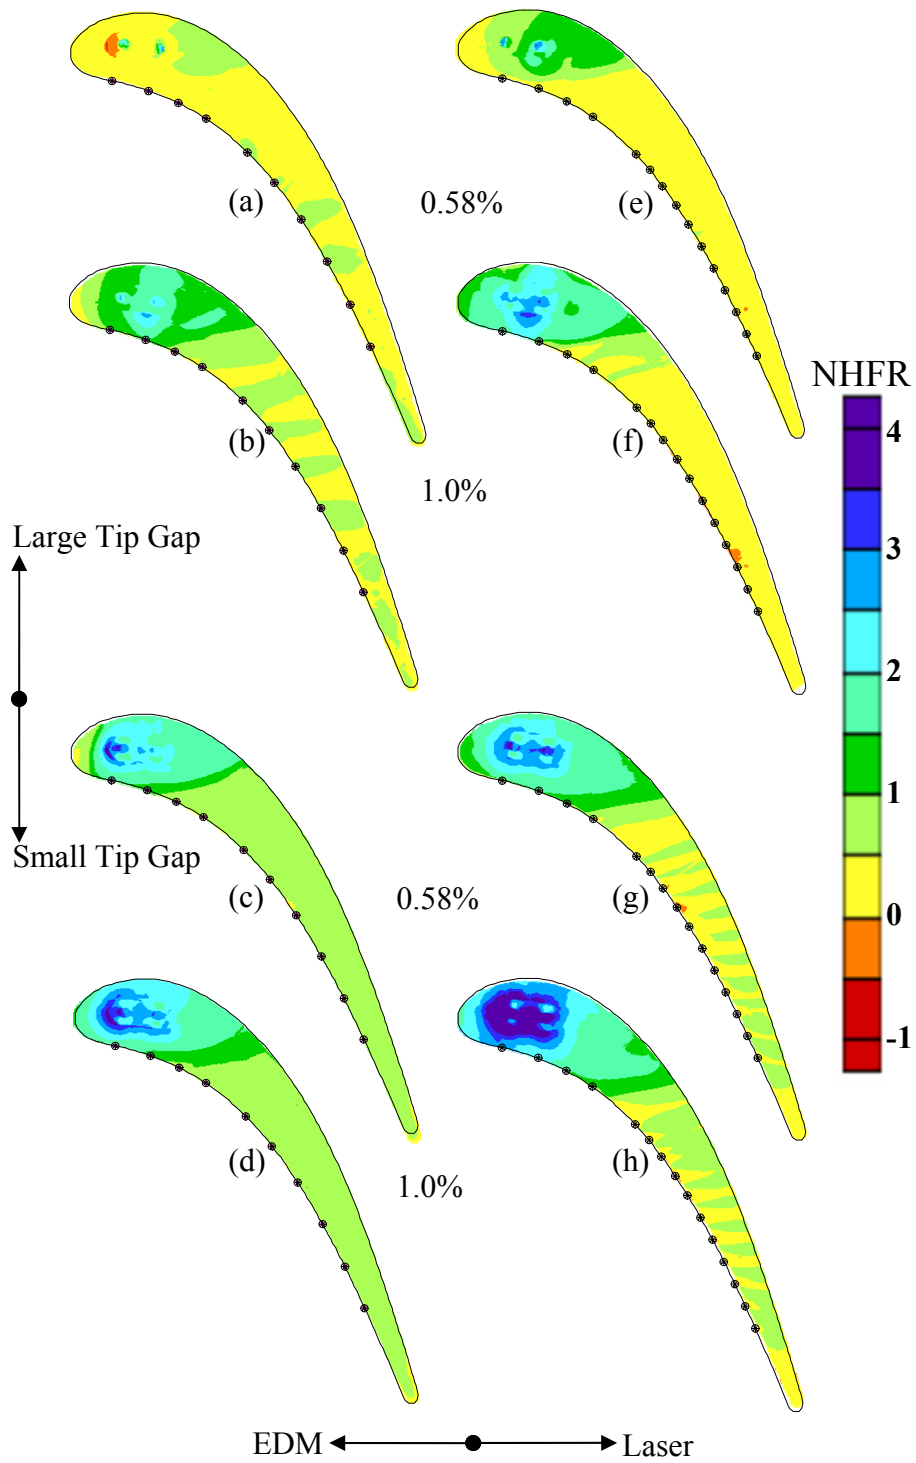 (a)
0.58%
(e)
NHFR
4
(b)
(f)
1.0%
3
Large Tip Gap
2
1
Small Tip Gap
(c)
0.58%
(g)
0
-1
(d)
1.0%
(h)
EDM
Laser